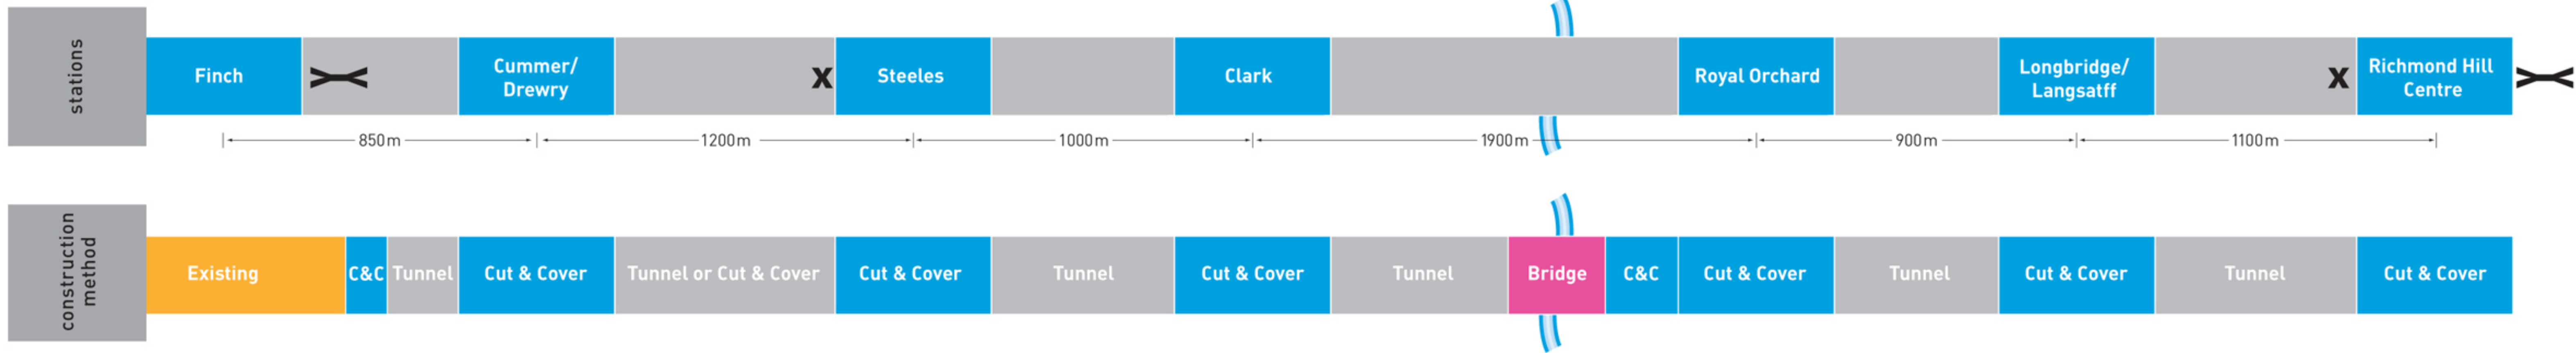 stations
Finch
Cummer/
Drewry
X
Steeles
Clark
Royal Orchard
Longbridge/
Langsatff
X
Richmond Hill
Centre
850m
1200m
1000m
1900m
900m
1100m
construction
method
Existing
C&C
Tunnel
Cut & Cover
Tunnel or Cut & Cover
Cut & Cover
Tunnel
Cut & Cover
Tunnel
Bridge
C&C
Cut & Cover
Tunnel
Cut & Cover
Tunnel
Cut & Cover